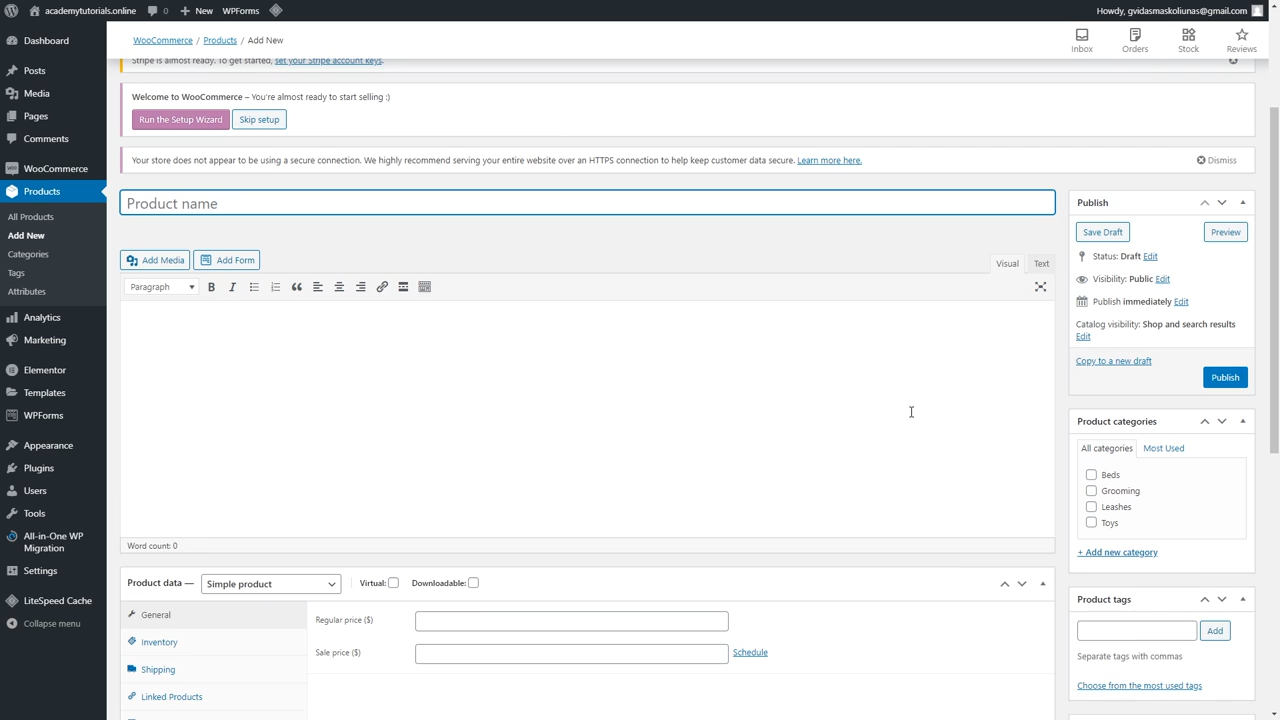 academytutorials.online 0 New WPForms Howdy, gvidasmaskoliunas@gmail.com
Dashboard
Posts
Media
Pages
Comments
WooCommerce
Products
All Products
Add New
Categories
Tags
Attributes
Analytics
Marketing
Elementor
Templates
WPForms
Appearance
Plugins
Users
Tools
All-in-One WP
Migration
Settings
LiteSpeed Cache
Collapse menu
WooCommerce / Products / Add New
Inbox Orders Stock Reviews
Stripe is almost ready. To get started, set your Stripe account keys.
Welcome to WooCommerce – You're almost ready to start selling :)
Run the Setup Wizard Skip setup
Your store does not appear to be using a secure connection. We highly recommend serving your entire website over an HTTPS connection to help keep customer data secure. Learn more here. Dismiss
Product name
Add Media Add Form Visual Text
Paragraph B I
Word count: 0
Product data — Simple product Virtual: Downloadable:
General
Inventory
Shipping
Linked Products
Regular price ($)
Sale price ($) Schedule
Publish
Save Draft Preview
Status: Draft Edit
Visibility: Public Edit
Publish immediately Edit
Catalog visibility: Shop and search results
Edit
Copy to a new draft
Publish
Product categories
All categories Most Used
Beds
Grooming
Leashes
Toys
+ Add new category
Product tags
Add
Separate tags with commas
Choose from the most used tags